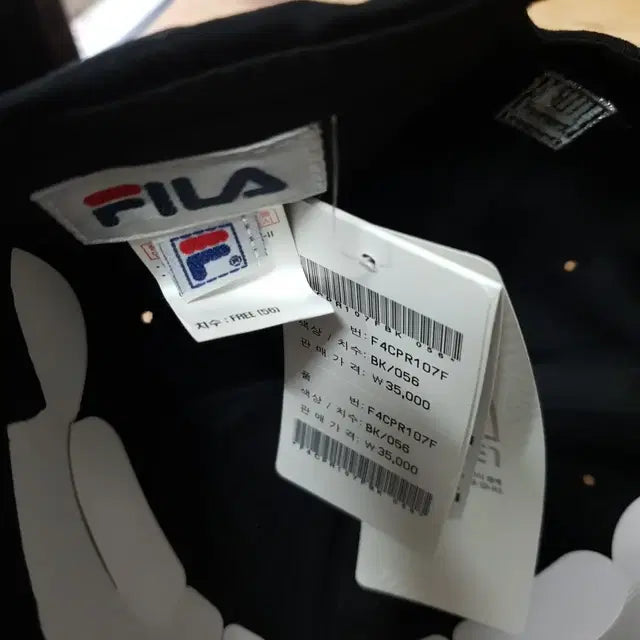 FILA
F®
치수 : FREE (56)
품 번: F4CPR107F
색상 / 치수: BK/056
판 매 가 격: ₩35,000
품 번: F4CPR107F
색상 / 치수: BK/056
판 매 가 격: ₩35,000